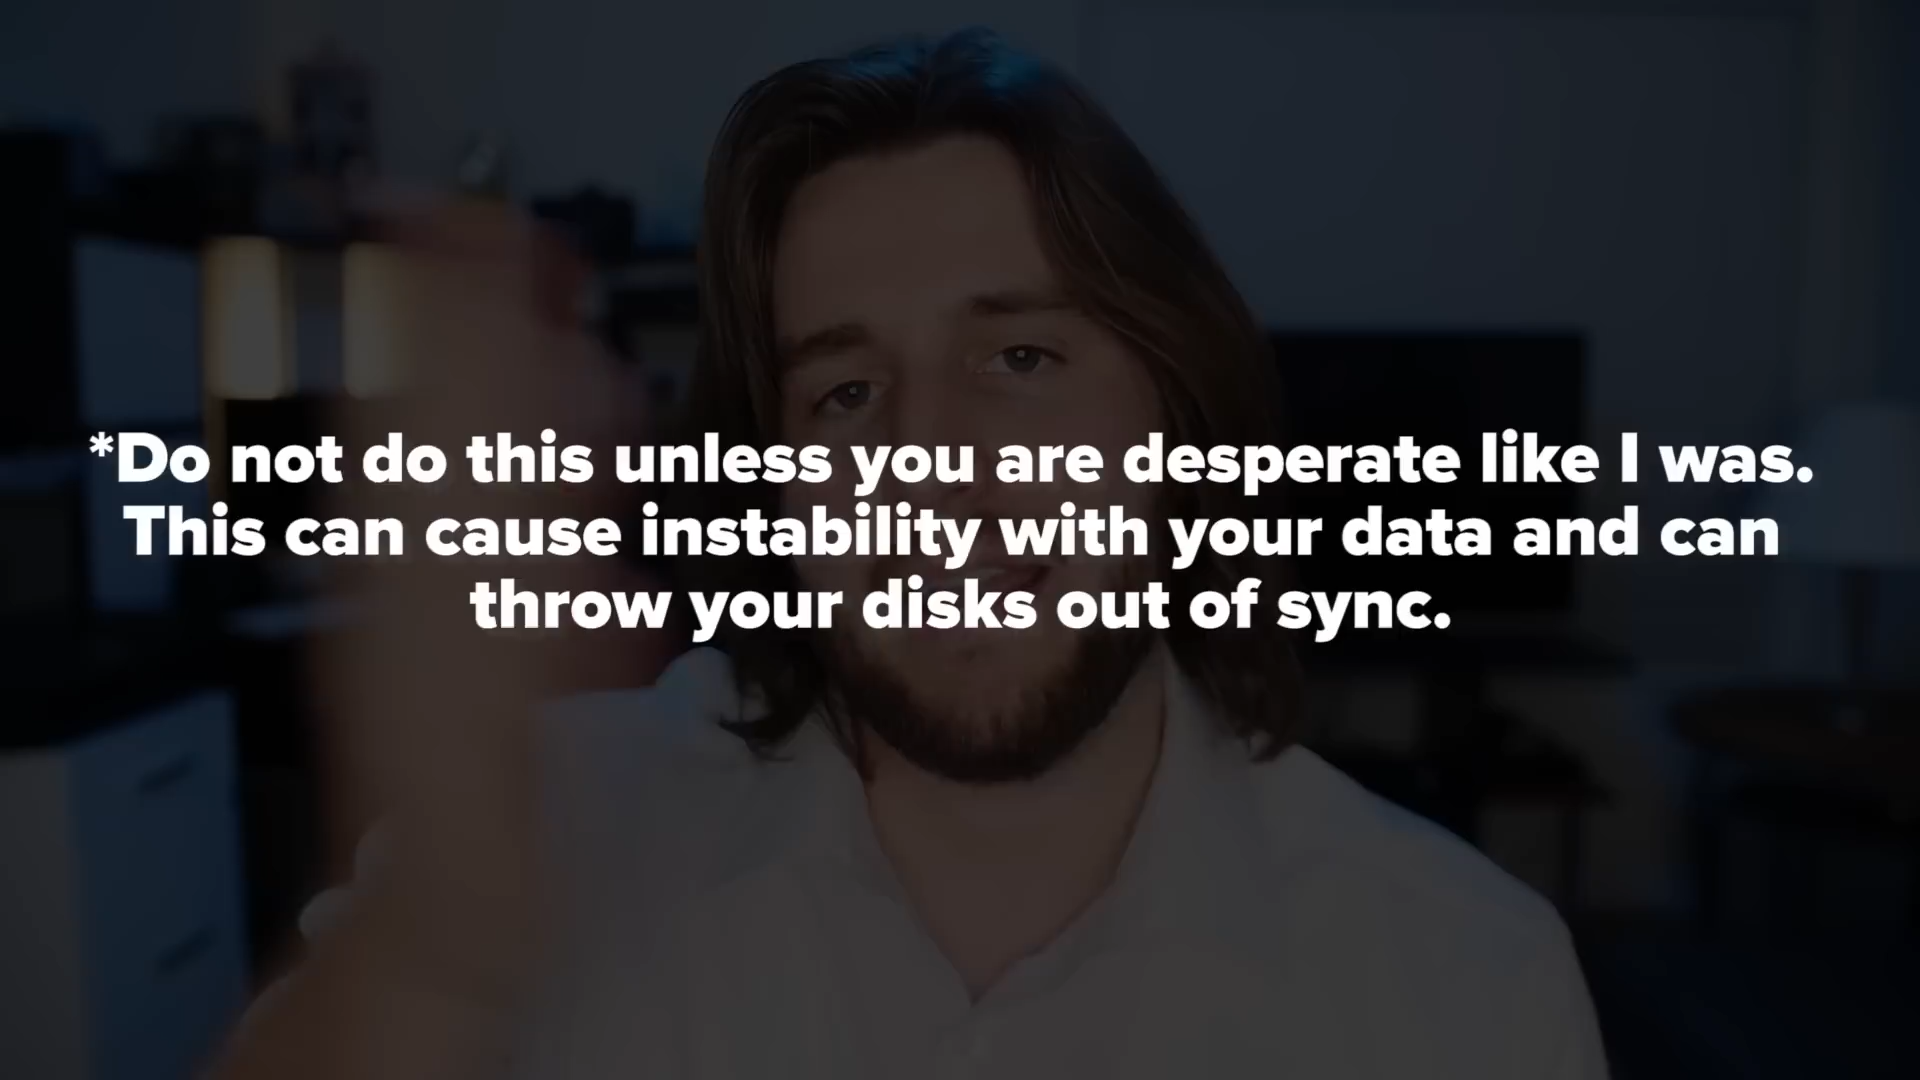 *Do not do this unless you are desperate like I was.
This can cause instability with your data and can
throw your disks out of sync.